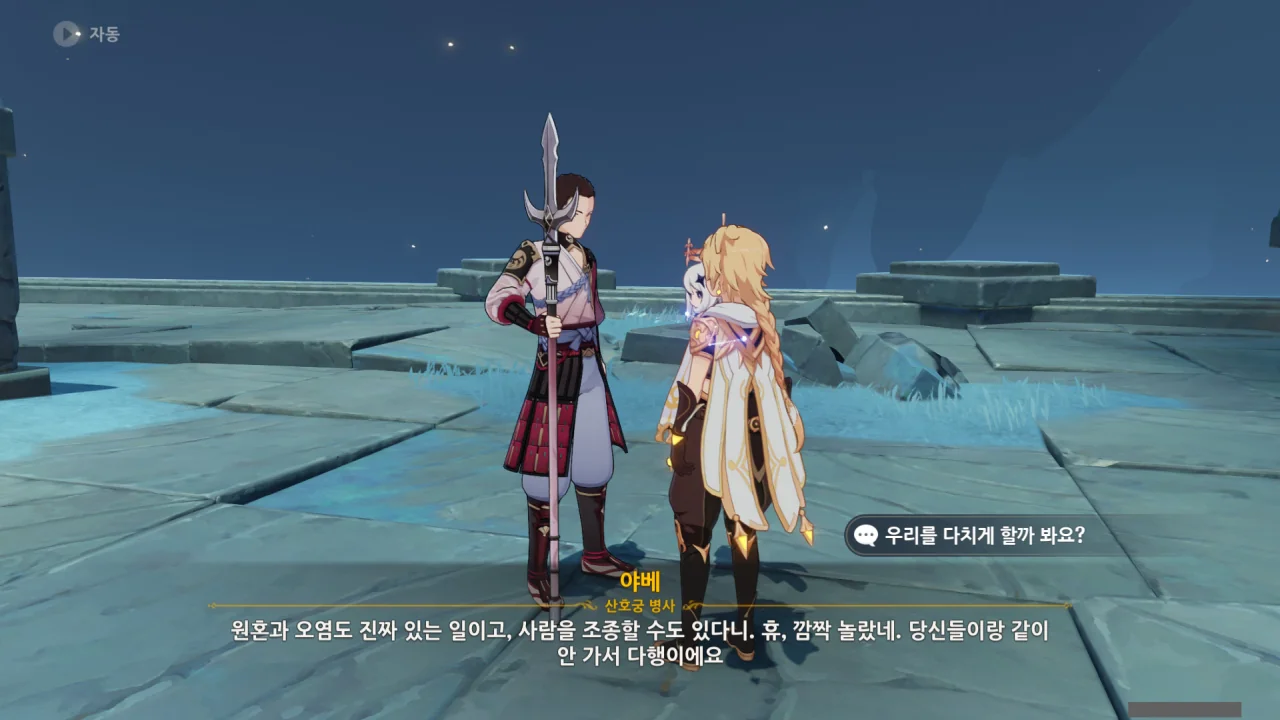 자동
우리를 다치게 할까 봐요?
야베
산호궁 병사
원혼과 오염도 진짜 있는 일이고, 사람을 조종할 수도 있다니. 휴, 깜짝 놀랐네. 당신들이랑 같이
안 가서 다행이에요